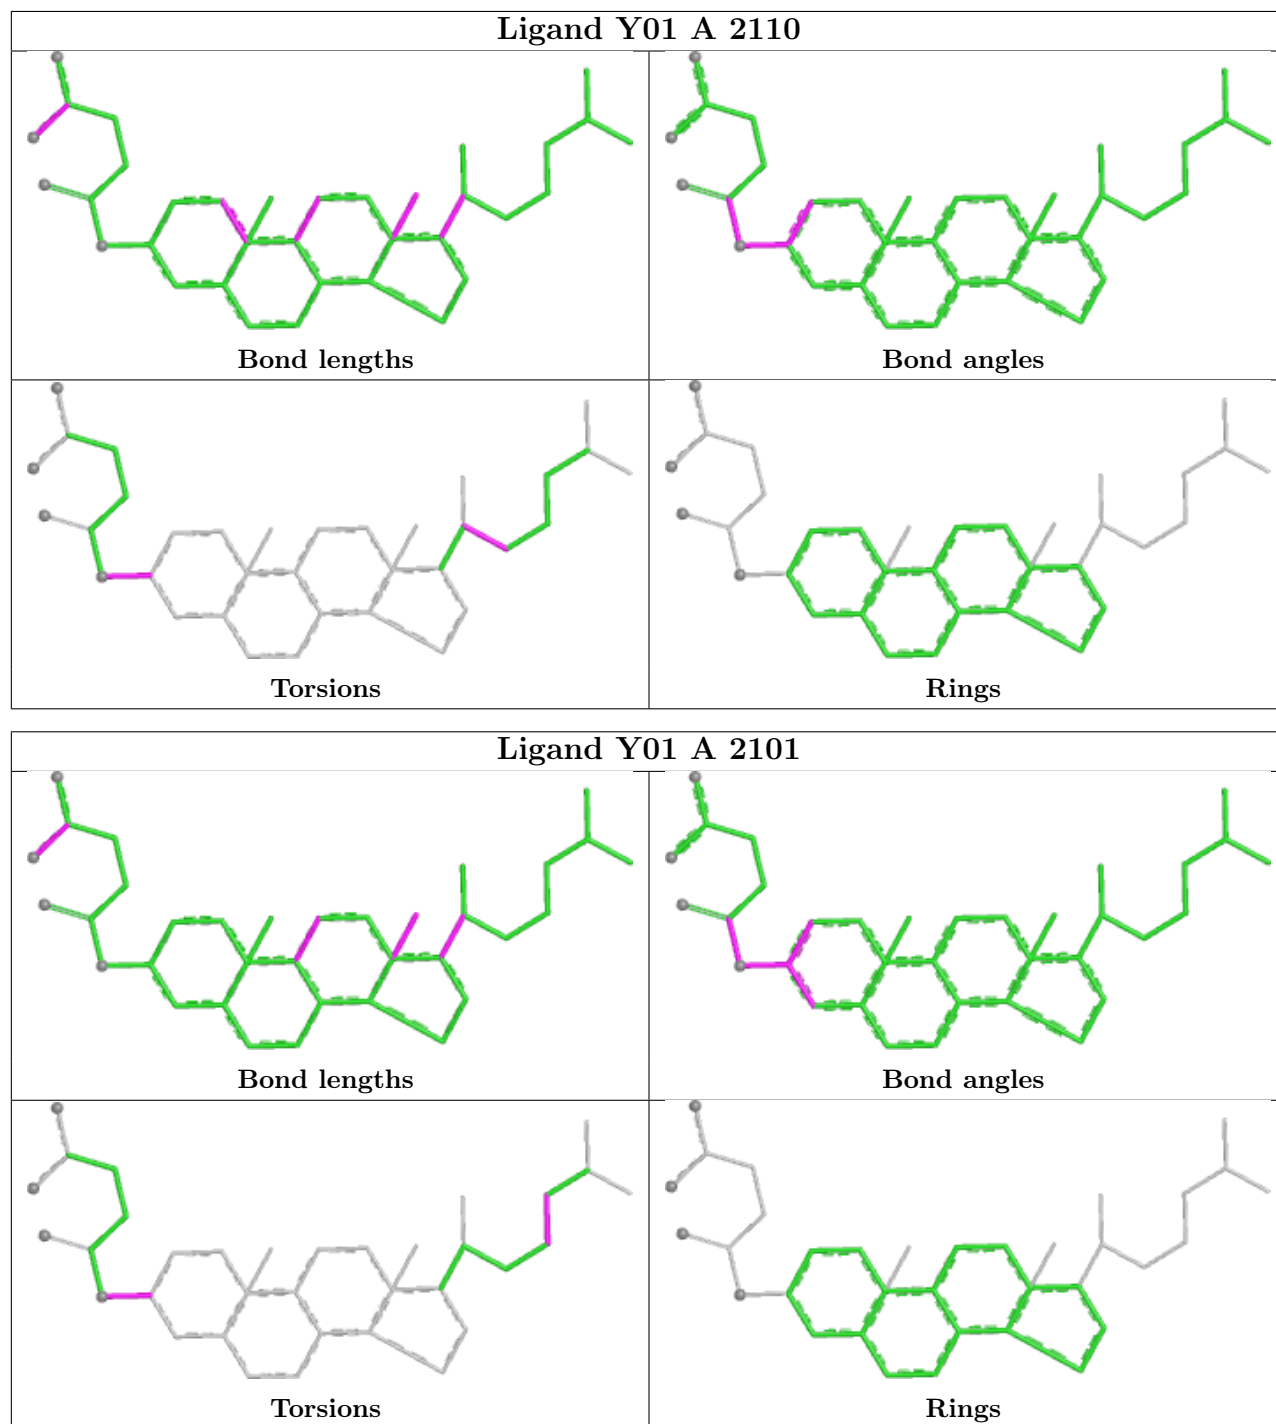 Ligand Y01 A 2110
Bond lengths
Bond angles
Torsions
Rings
Ligand Y01 A 2101
Bond lengths
Bond angles
Torsions
Rings